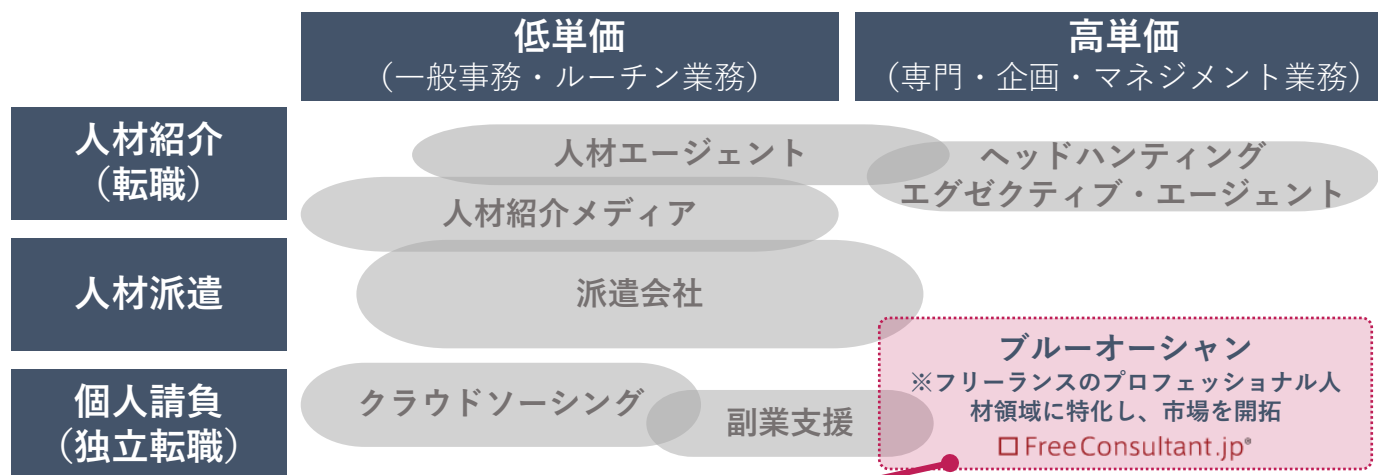 低単価
（一般事務・ルーチン業務）
高単価
（専門・企画・マネジメント業務）
人材紹介
（転職）
人材エージェント
ヘッドハンティング
エグゼクティブ・エージェント
人材紹介メディア
人材派遣
派遣会社
ブルーオーシャン
※フリーランスのプロフェッショナル人
材領域に特化し、市場を開拓
FreeConsultant.jp®
個人請負
（独立転職）
クラウドソーシング
副業支援